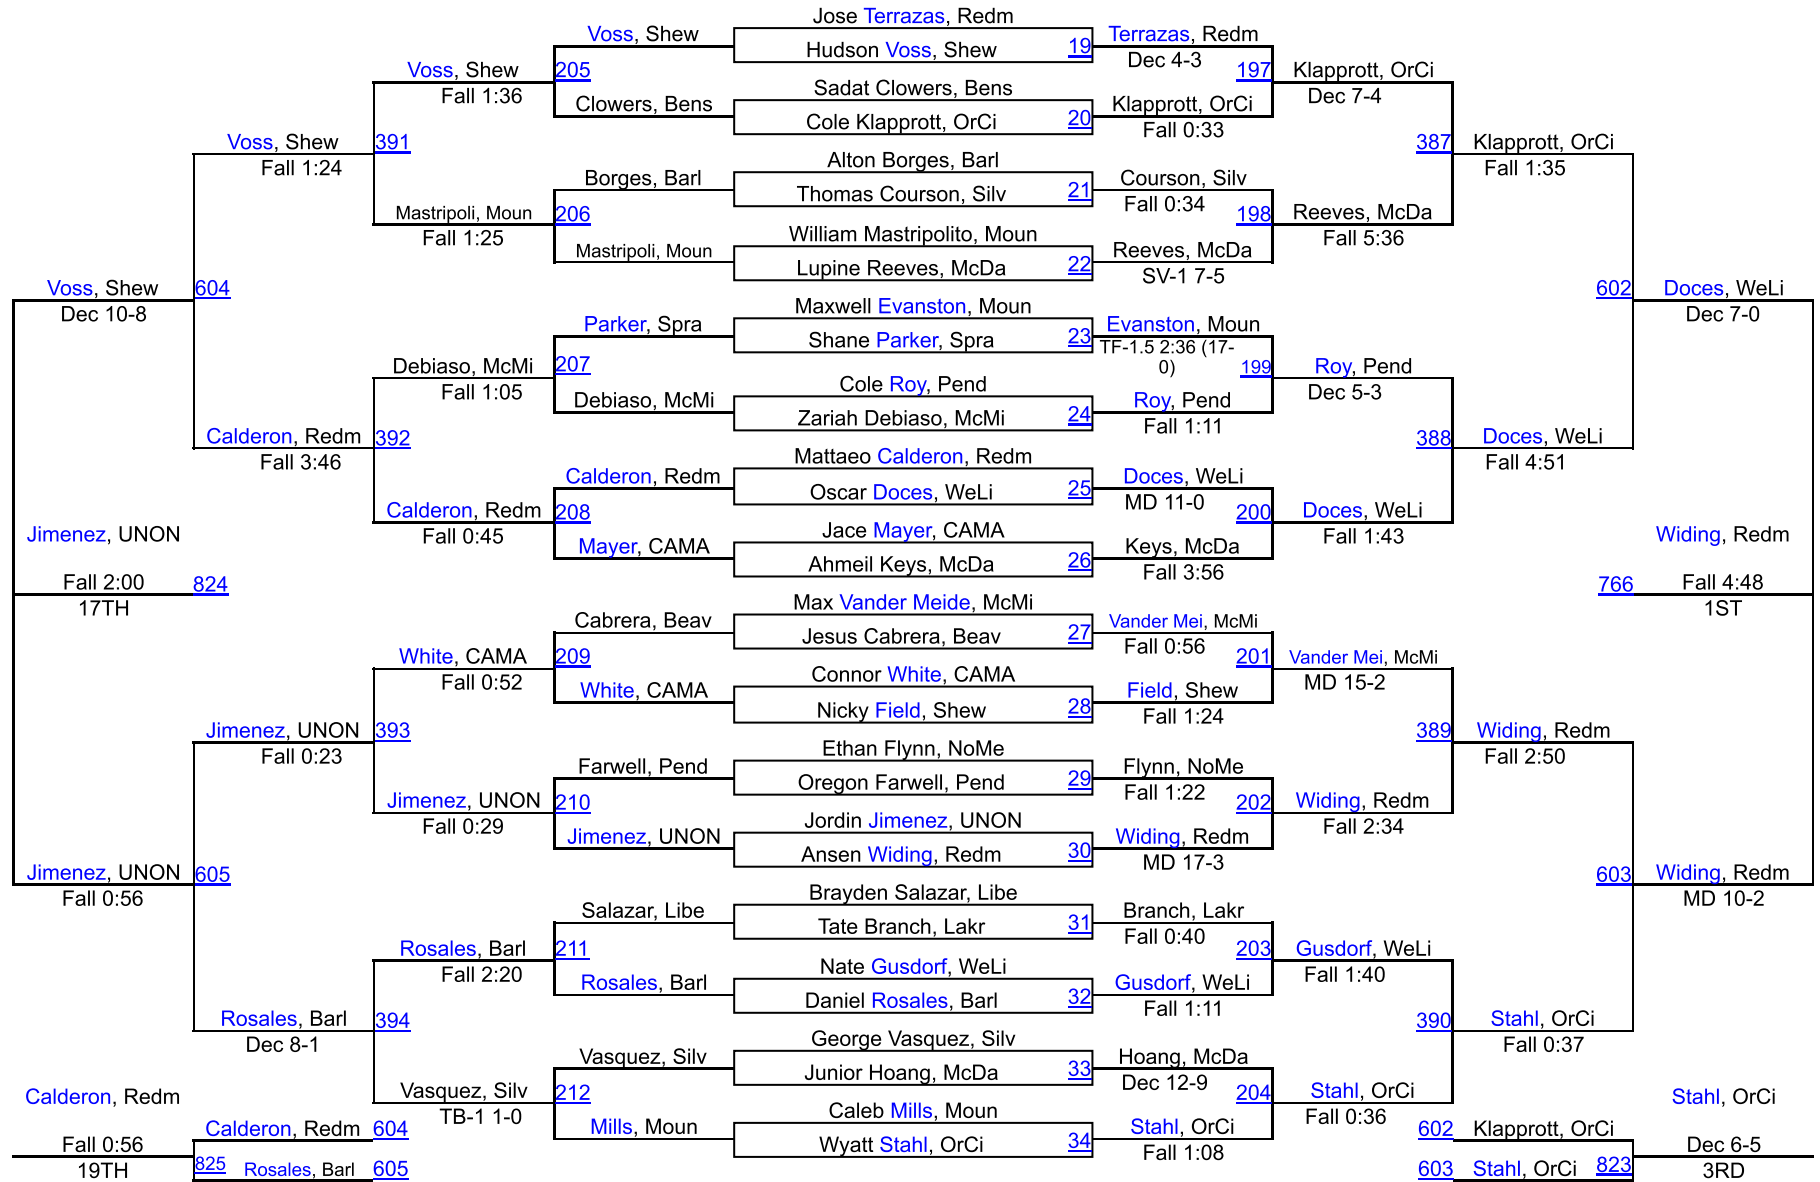 Jose Terrazas, Redm
Voss, Shew
Hudson Voss, Shew 19
Terrazas, Redm
Dec 4-3
Voss, Shew
205
197
Klapprott, OrCi
Fall 1:36
Sadat Clowers, Bens
Dec 7-4
Clowers, Bens
Cole Klapprott, OrCi 20
Klapprott, OrCi
Fall 0:33
Voss, Shew
391
387
Klapprott, OrCi
Fall 1:24
Alton Borges, Barl
Fall 1:35
Borges, Barl
Thomas Courson, Silv 21
Courson, Silv
Fall 0:34
Mastripoli, Moun
206
198
Reeves, McDa
Fall 1:25
William Mastripolito, Moun
Fall 5:36
Mastripoli, Moun
Lupine Reeves, McDa 22
Reeves, McDa
SV-1 7-5
Voss, Shew
604
602
Doces, WeLi
Dec 10-8
Maxwell Evanston, Moun
Dec 7-0
Parker, Spra
Shane Parker, Spra 23
Evanston, Moun
TF-1.5 2:36 (17-
0)
Debiaso, McMi
207
199
Roy, Pend
Fall 1:05
Cole Roy, Pend
Dec 5-3
Debiaso, McMi
Zariah Debiaso, McMi 24
Roy, Pend
Fall 1:11
Calderon, Redm
392
388
Doces, WeLi
Fall 3:46
Mattaeo Calderon, Redm
Fall 4:51
Calderon, Redm
Oscar Doces, WeLi 25
Doces, WeLi
MD 11-0
Calderon, Redm
208
200
Doces, WeLi
Fall 0:45
Jace Mayer, CAMA
Fall 1:43
Jimenez, UNON
Widing, Redm
Mayer, CAMA
Ahmeil Keys, McDa 26
Keys, McDa
Fall 3:56
Fall 2:00
824
766
Fall 4:48
17TH
1ST
Max Vander Meide, McMi
Cabrera, Beav
Jesus Cabrera, Beav 27
Vander Mei, McMi
Fall 0:56
White, CAMA
209
201
Vander Mei, McMi
Fall 0:52
Connor White, CAMA
MD 15-2
White, CAMA
Nicky Field, Shew 28
Field, Shew
Fall 1:24
Jimenez, UNON
393
389
Widing, Redm
Fall 0:23
Ethan Flynn, NoMe
Fall 2:50
Farwell, Pend
Oregon Farwell, Pend 29
Flynn, NoMe
Fall 1:22
Jimenez, UNON
210
202
Widing, Redm
Fall 0:29
Jordin Jimenez, UNON
Fall 2:34
Jimenez, UNON
Ansen Widing, Redm 30
Widing, Redm
MD 17-3
Jimenez, UNON
605
603
Widing, Redm
Fall 0:56
Brayden Salazar, Libe
MD 10-2
Salazar, Libe
Tate Branch, Lakr 31
Branch, Lakr
Fall 0:40
Rosales, Barl
211
203
Gusdorf, WeLi
Fall 2:20
Nate Gusdorf, WeLi
Fall 1:40
Rosales, Barl
Daniel Rosales, Barl 32
Gusdorf, WeLi
Fall 1:11
Rosales, Barl
394
390
Stahl, OrCi
Dec 8-1
George Vasquez, Silv
Fall 0:37
Vasquez, Silv
Junior Hoang, McDa 33
Hoang, McDa
Dec 12-9
Vasquez, Silv
212
204
Stahl, OrCi
Calderon, Redm
Stahl, OrCi
TB-1 1-0
Caleb Mills, Moun
Fall 0:36
Mills, Moun
Wyatt Stahl, OrCi 34
Stahl, OrCi
Fall 1:08
Calderon, Redm 604
602 Klapprott, OrCi
Fall 0:56
Dec 6-5
19TH
825 Rosales, Barl 605
603 Stahl, OrCi 823
3RD